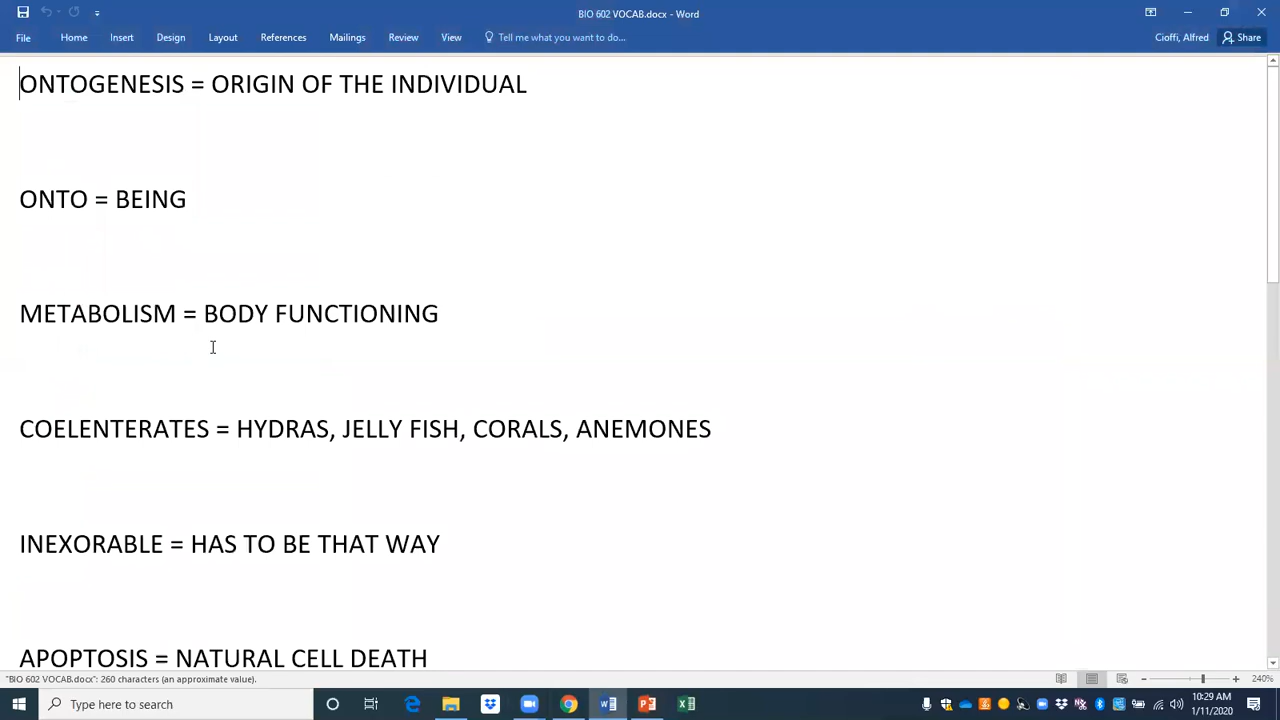 BIO 602 VOCAB.docx - Word
File Home Insert Design Layout References Mailings Review View Tell me what you want to do... Cioffi, Alfred Share
ONTOGENESIS = ORIGIN OF THE INDIVIDUAL
ONTO = BEING
METABOLISM = BODY FUNCTIONING
COELENTERATES = HYDRAS, JELLY FISH, CORALS, ANEMONES
INEXORABLE = HAS TO BE THAT WAY
APOPTOSIS = NATURAL CELL DEATH
"BIO 602 VOCAB.docx": 260 characters (an approximate value). 240%
Type here to search
10:29 AM
1/11/2020